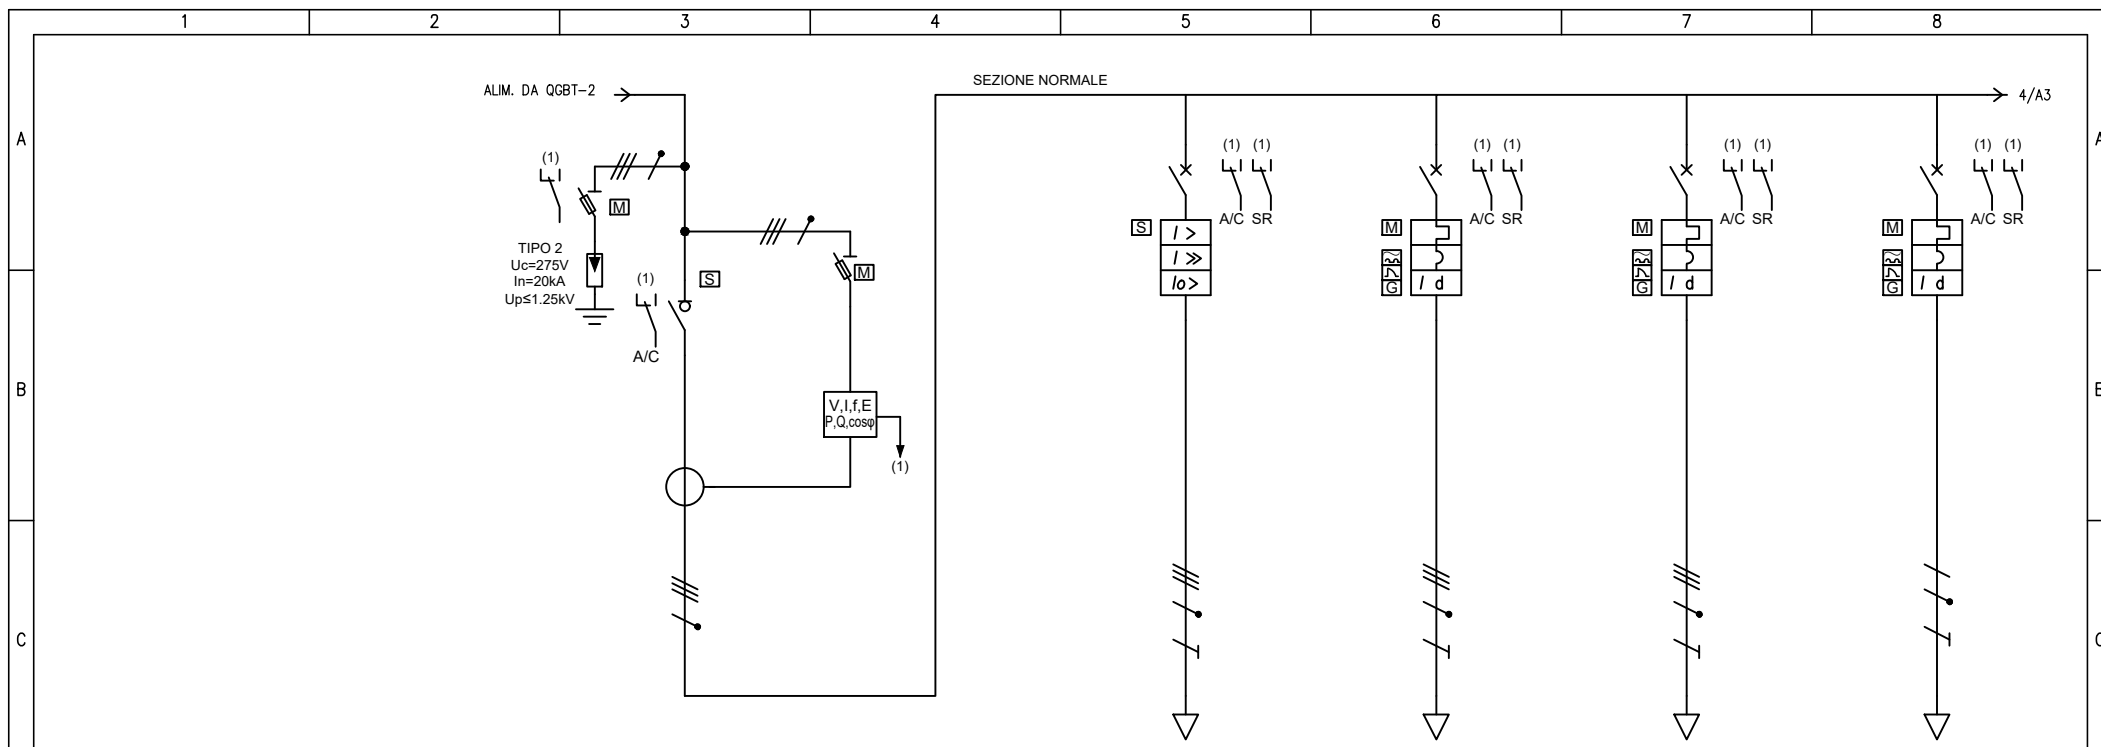 1 2 3 4 5 6 7 8
ALIM. DA QGBT-2
SEZIONE NORMALE
4/A3
A A
(1)
(1) (1) (1) (1) (1) (1) (1) (1)
M
A/C SR A/C SR A/C SR A/C SR
S M M M
I > 
I >>
Io> I d I d I d
G G G
TIPO 2
Uc=275V
In=20kA
Up≤1.25kV
(1)
S
M
A/C
B B
V,I,f,E
P,Q,cosφ
(1)
C C